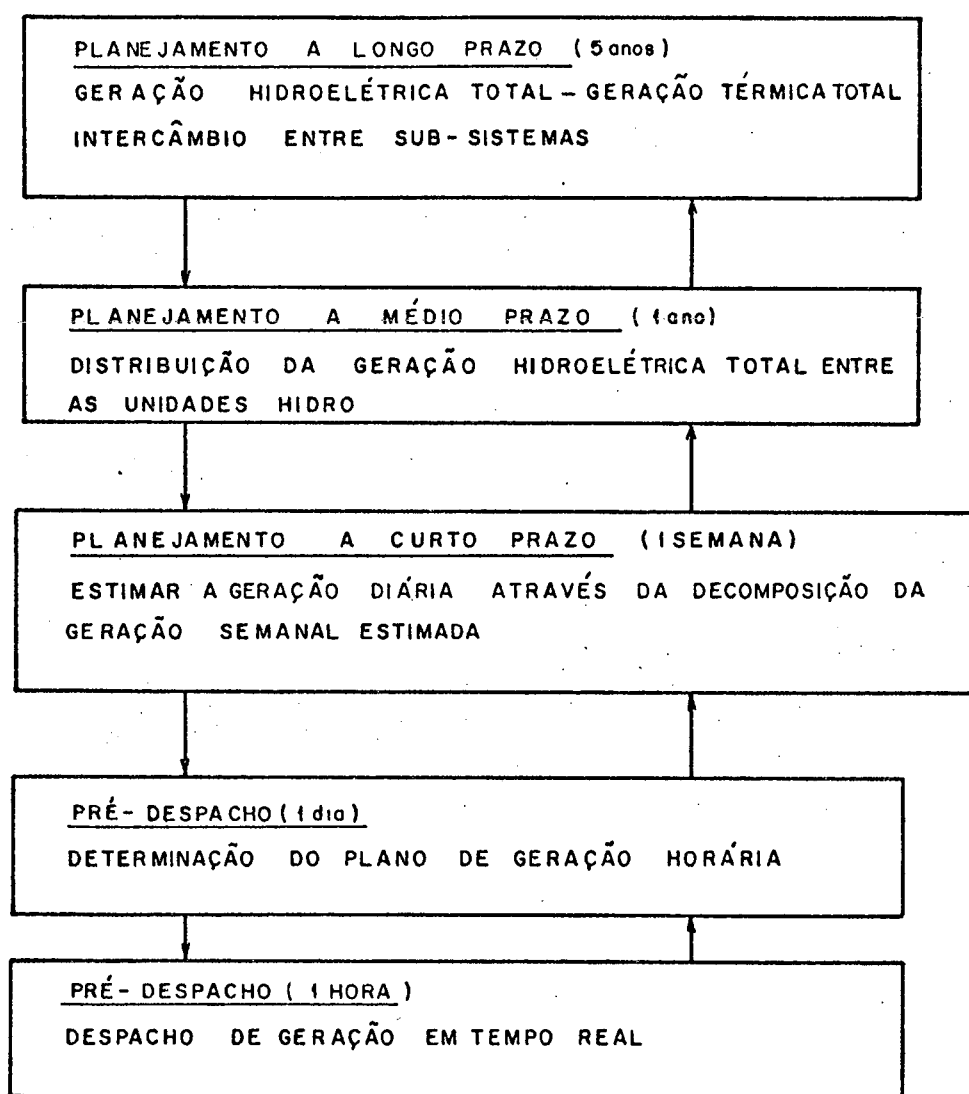 PLANEJAMENTO A LONGO PRAZO (5 anos)
GERAÇÃO HIDROELÉTRICA TOTAL - GERAÇÃO TÉRMICA TOTAL
INTERCÂMBIO ENTRE SUB-SISTEMAS
PLANEJAMENTO A MÉDIO PRAZO (1 ano)
DISTRIBUIÇÃO DA GERAÇÃO HIDROELÉTRICA TOTAL ENTRE
AS UNIDADES HIDRO
PLANEJAMENTO A CURTO PRAZO (1 SEMANA)
ESTIMAR A GERAÇÃO DIÁRIA ATRAVÉS DA DECOMPOSIÇÃO DA
GERAÇÃO SEMANAL ESTIMADA
PRÉ-DESPACHO (1 dia)
DETERMINAÇÃO DO PLANO DE GERAÇÃO HORÁRIA
PRÉ-DESPACHO (1 HORA)
DESPACHO DE GERAÇÃO EM TEMPO REAL